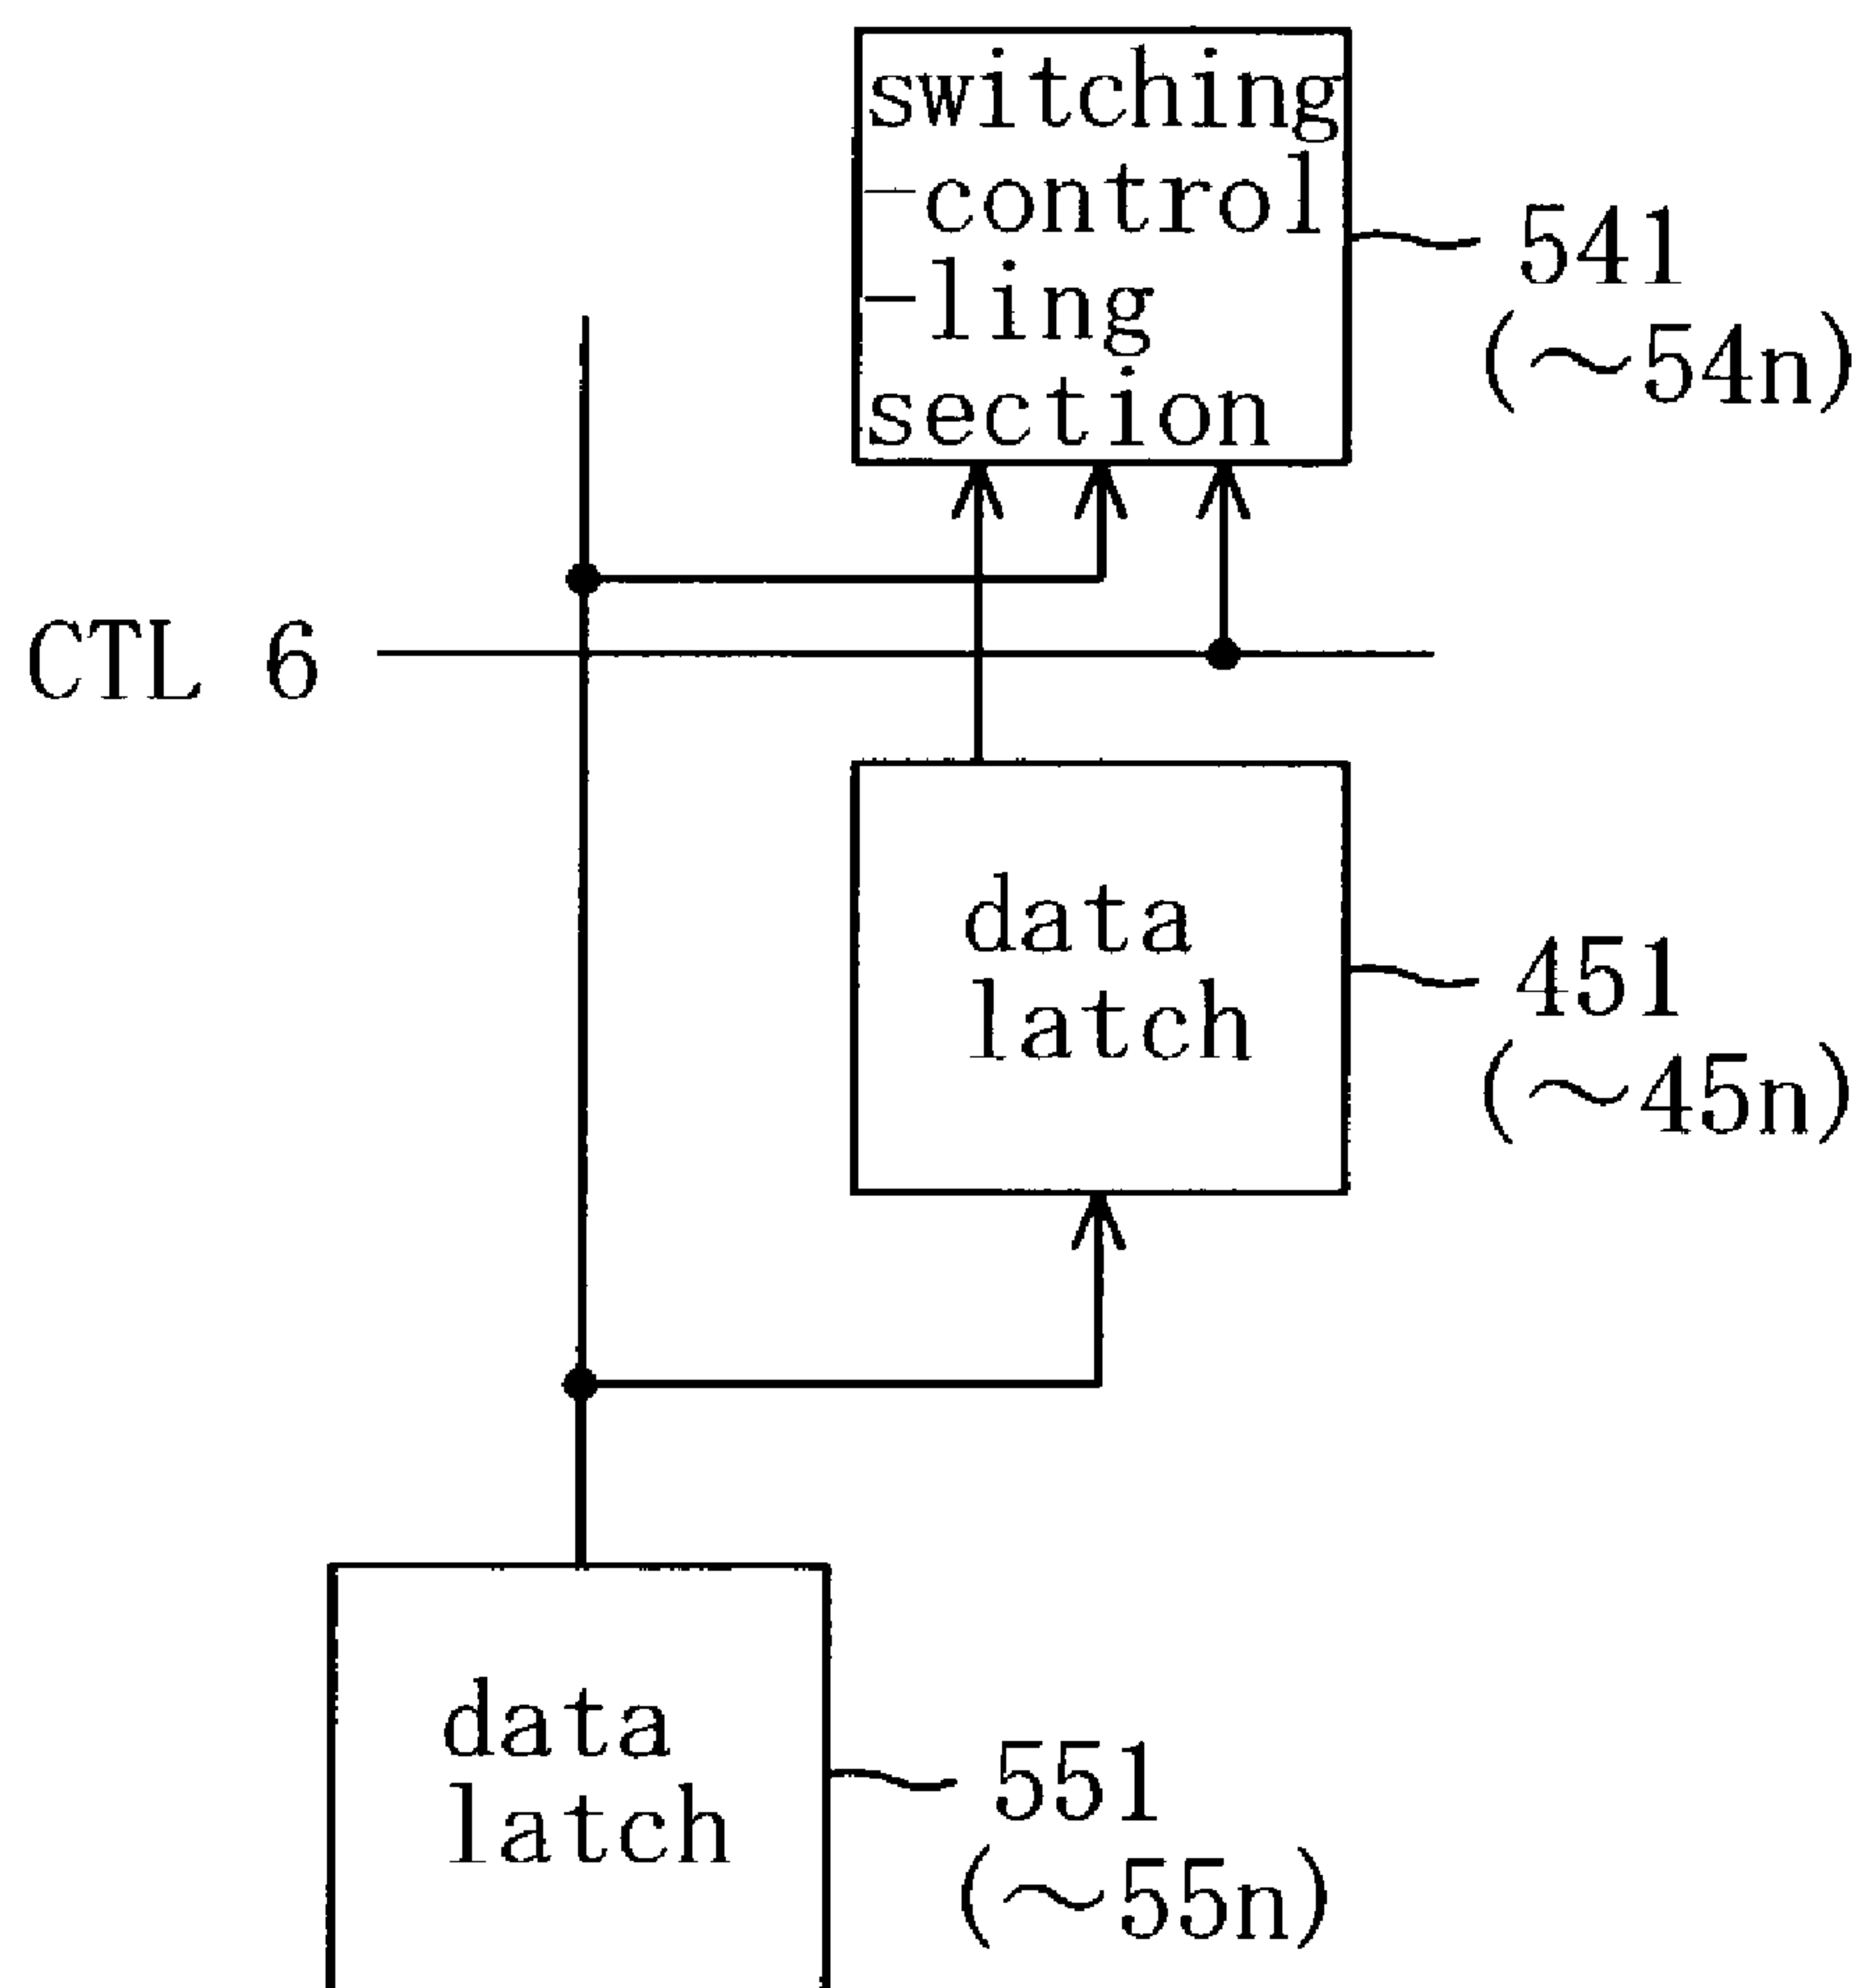 switching
-control
-ling
section
541
(～54n)
CTL 6
data
latch
451
(～45n)
data
latch
551
(～55n)